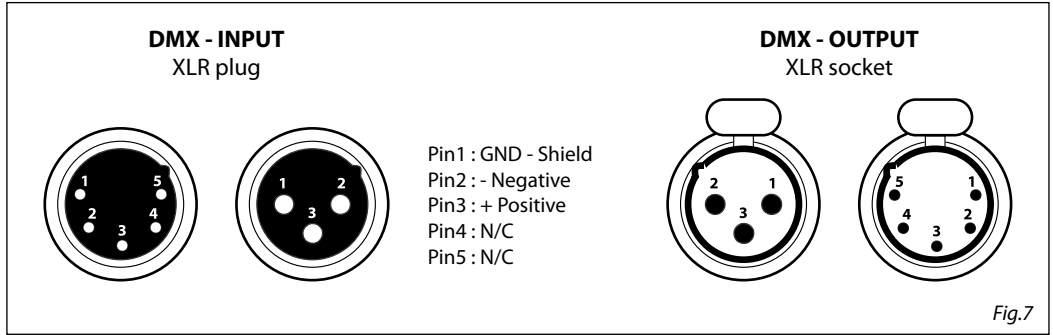 DMX - INPUT
XLR plug
1 5
2 4
3
1 2
3
Pin1 : GND - Shield
Pin2 : - Negative
Pin3 : + Positive
Pin4 : N/C
Pin5 : N/C
DMX - OUTPUT
XLR socket
2 1
3
5 1
4 2
3
Fig.7